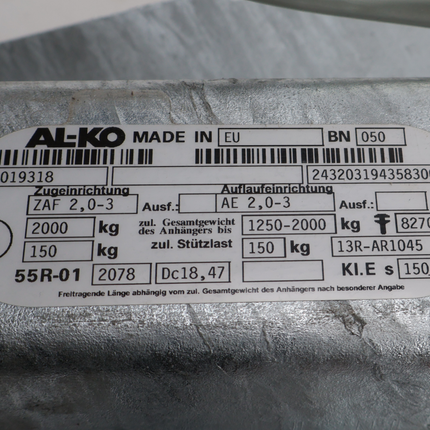 AL-KO MADE IN EU BN 050
019318 24320319435830
Zugeinrichtung Auflaufeinrichtung
ZAF 2,0-3 Ausf.: AE 2,0-3 Ausf.:
2000 kg zul. Gesamtgewicht des Anhängers bis 1250-2000 kg 827
150 kg zul. Stützlast 150 kg 13R-AR1045
55R-01 2078 Dc18,47 Kl.E s 150
Freitragende Länge abhängig vom zul. Gesamtgewicht des Anhängers nach besonderer Angabe